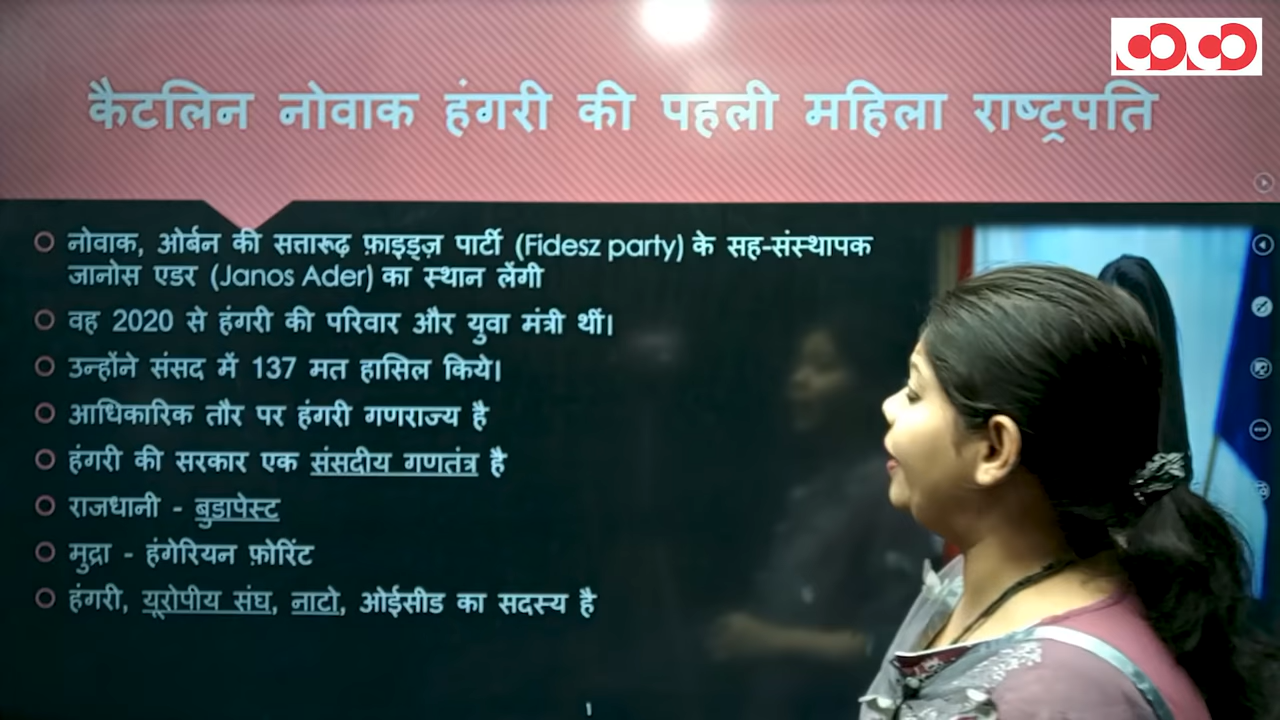 कैटलिन नोवाक हंगरी की पहली महिला राष्ट्रपति
नोवाक, ओर्बन की सत्तारूढ़ फ़ाइड्ज़ पार्टी (Fidesz party) के सह-संस्थापक
जानोस एडर (Janos Ader) का स्थान लेंगी
वह 2020 से हंगरी की परिवार और युवा मंत्री थीं।
उन्होंने संसद में 137 मत हासिल किये।
आधिकारिक तौर पर हंगरी गणराज्य है
हंगरी की सरकार एक संसदीय गणतंत्र है
राजधानी - बुडापेस्ट
मुद्रा - हंगेरियन फ़ोरिंट
हंगरी, यूरोपीय संघ, नाटो, ओईसीड का सदस्य है